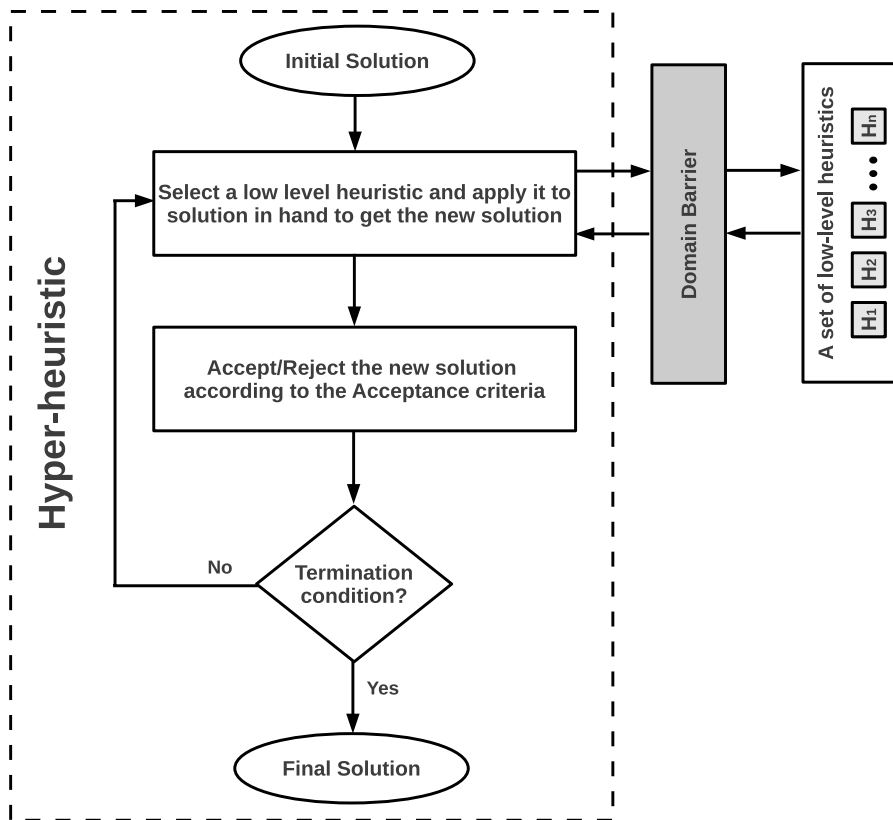 Initial Solution
Select a low level heuristic and apply it to
solution in hand to get the new solution
Accept/Reject the new solution
according to the Acceptance criteria
Termination
condition?
No
Yes
Final Solution
Hyper-heuristic
Domain Barrier
A set of low-level heuristics
H1
H2
H3
Hn